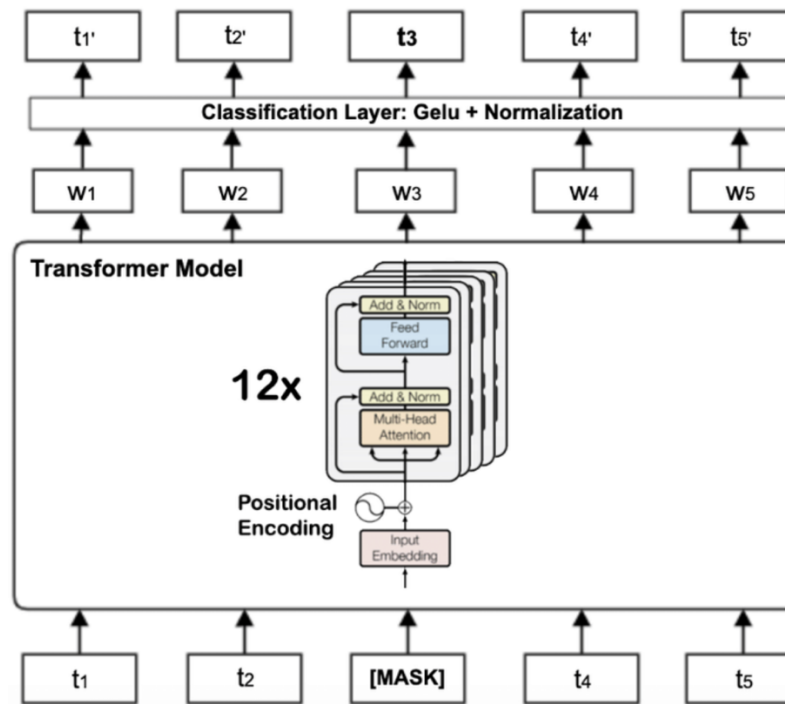 t1' t2' t3 t4' t5'
Classification Layer: Gelu + Normalization
W1 W2 W3 W4 W5
Transformer Model
Add & Norm
Feed
Forward
12x
Add & Norm
Multi-Head
Attention
Positional
Encoding
Input
Embedding
t1 t2 [MASK] t4 t5